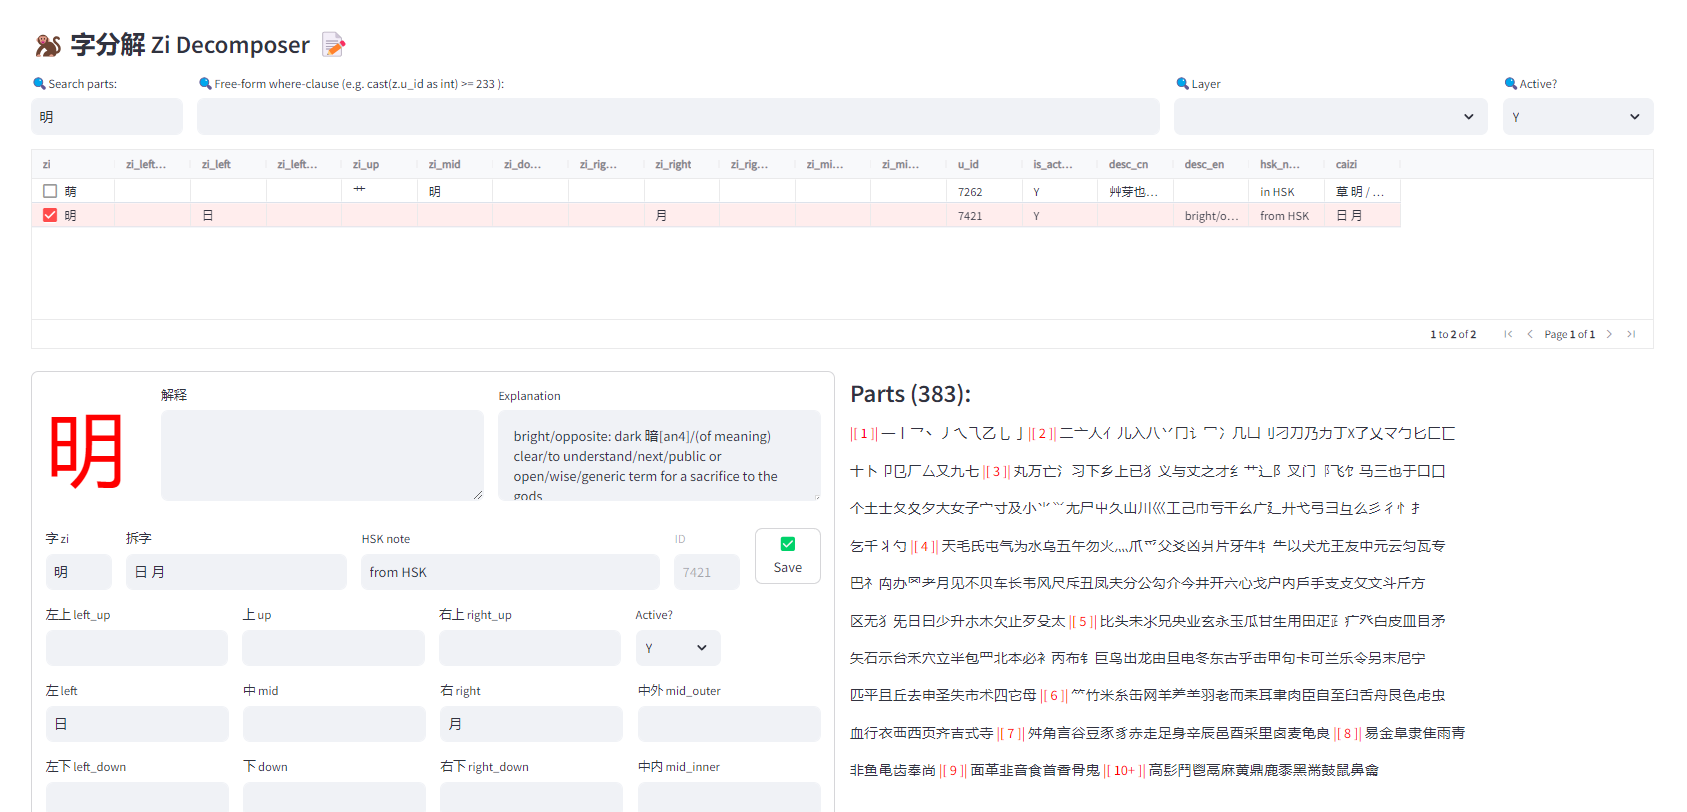 字分解 Zi Decomposer
Search parts:
Free-form where-clause (e.g. cast(z.u_id as int) >= 233 ):
Layer
Active?
明
Y
zi zi_left... zi_left zi_left... zi_up zi_mid zi_do... zi_rig... zi_right zi_rig... zi_mi... zi_mi... u_id is_act... desc_cn desc_en hsk_n... caizi
萌 艹 明 7262 Y 艸芽也... in HSK 草 明 / ...
明 日 月 7421 Y bright/o... from HSK 日 月
1 to 2 of 2 Page 1 of 1
明
解释
Explanation
bright/opposite: dark 暗[an4]/(of meaning)
clear/to understand/next/public or
open/wise/generic term for a sacrifice to the
gods
字 zi 拆字 HSK note ID
明 日 月 from HSK 7421 Save
左上 left_up 上 up 右上 right_up Active?
Y
左 left 中 mid 右 right 中外 mid_outer
日 月
左下 left_down 下 down 右下 right_down 中内 mid_inner
Parts (383):
||[ 1 ]|| 一丨乛丶丿乀⺄乙乚亅||[ 2 ]|| 二亠人亻儿入八丷冂讠冖冫几凵刂刁刀乃力丁乂了乂マ勹匕匚匸
十卜卩㔾厂厶又九七 ||[ 3 ]|| 丸万亡氵习下乡上已犭义与丈之才纟艹辶阝叉门飞饣马三也于口囗
个土士夂夊夕大女子宀寸及小尢尸屮久山川巛工己巾亏干幺广廴廾弋弓彐彑么彡彳忄扌
乞千丬勺 ||[ 4 ]|| 天毛氏屯气为水乌五午勿火灬爪爫父爻凶爿片牙牛牜以犬尤王友中元云匀瓦专
巴礻内办罓耂月见不贝车长韦风尺斥丑凤夫分公勾介今井开六心戈户内戶手支攴攵文斗斤方
区无犭旡日曰少升朩木欠止歹殳太 ||[ 5 ]|| 比头未氺兄央业玄永玉瓜甘生用田疋疒癶白皮皿目矛
矢石示台禾穴立半包罒北本必衤丙布钅巨鸟出龙由旦电冬东古乎击甲句卡可兰乐令另末尼宁
匹平且丘去申圣失市术四它母 ||[ 6 ]|| 竹米糸缶网羊羽老而耒耳聿肉臣自至臼舌舟艮色虍虫
血行衣西页齐吉式寺 ||[ 7 ]|| 舛角言谷豆豕豸赤走足身辛辰邑酉采里卤麦龟良 ||[ 8 ]|| 易金阜隶隹雨青
非鱼黾齿奉尚 ||[ 9 ]|| 面革韭音食首香骨鬼 ||[ 10+ ]|| 高髟鬥鬯鬲麻黄鼎鹿黍黑黹鼓鼠鼻龠